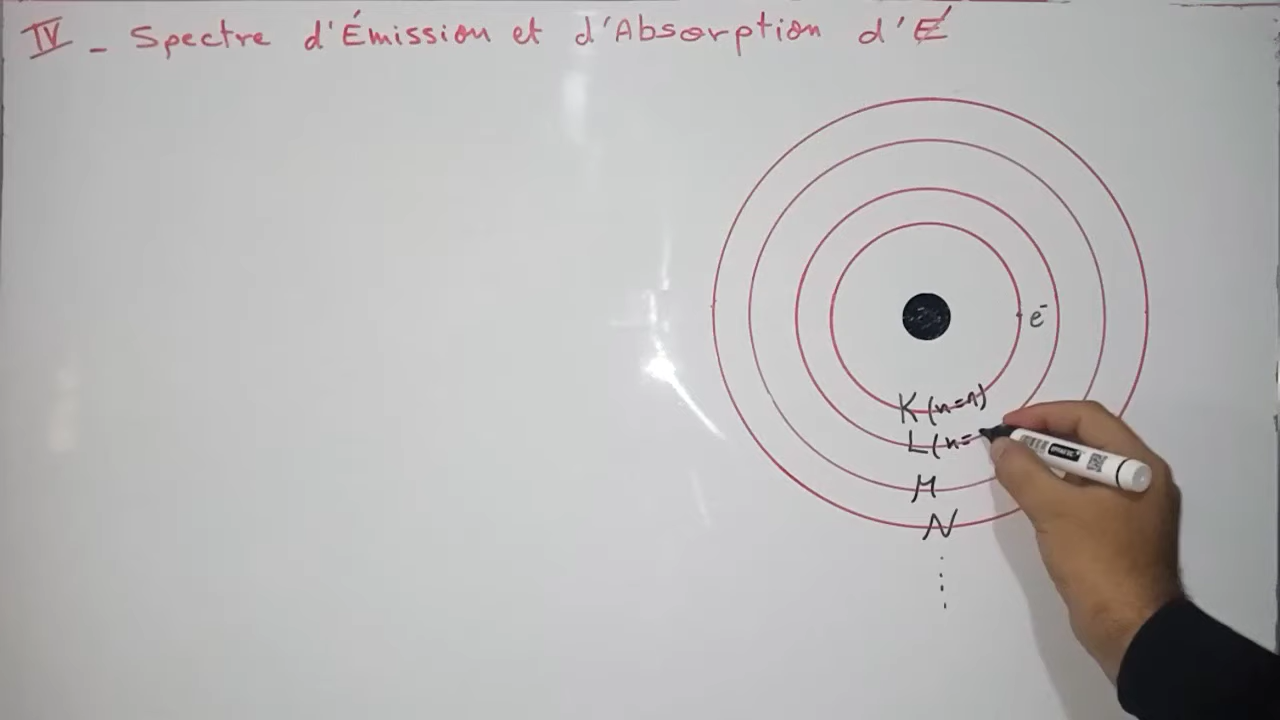 IV - Spectre d'Émission et d'Absorption d'É
e⁻
K (n=1)
L (n=
M
N